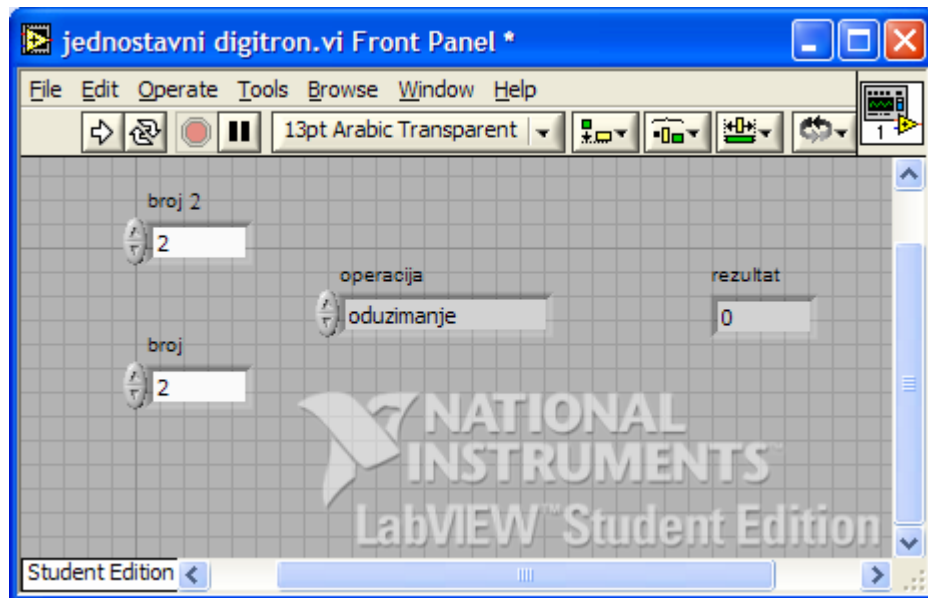 jednostavni digitron.vi Front Panel *
File Edit Operate Tools Browse Window Help
13pt Arabic Transparent
1
broj 2
2
operacija
oduzimanje
rezultat
0
broj
2
NATIONAL
INSTRUMENTS
LabVIEW™ Student Edition
Student Edition